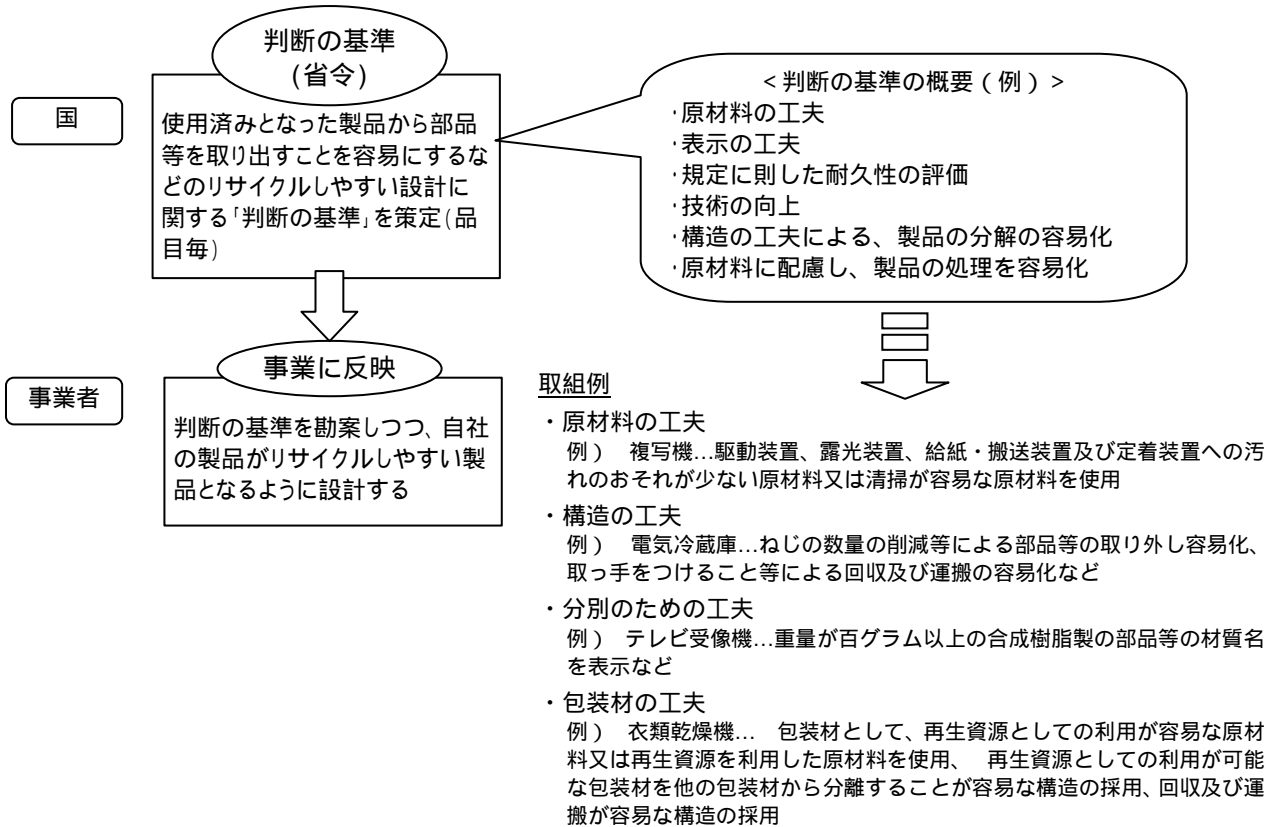 判断の基準
(省令)
国
使用済みとなった製品から部品
等を取り出すことを容易にするな
どのリサイクルしやすい設計に
関する「判断の基準」を策定(品
目毎)
<判断の基準の概要(例)>
・原材料の工夫
・表示の工夫
・規定に則した耐久性の評価
・技術の向上
・構造の工夫による、製品の分解の容易化
・原材料に配慮し、製品の処理を容易化
事業者
事業に反映
判断の基準を勘案しつつ、自社
の製品がリサイクルしやすい製
品となるように設計する
取組例
・原材料の工夫
例) 複写機…駆動装置、露光装置、給紙・搬送装置及び定着装置への汚
れのおそれが少ない原材料又は清掃が容易な原材料を使用
・構造の工夫
例) 電気冷蔵庫…ねじの数量の削減等による部品等の取り外し容易化、
取っ手をつけること等による回収及び運搬の容易化など
・分別のための工夫
例) テレビ受像機…重量が百グラム以上の合成樹脂製の部品等の材質名
を表示など
・包装材の工夫
例) 衣類乾燥機… 包装材として、再生資源としての利用が容易な原材
料又は再生資源を利用した原材料を使用、 再生資源としての利用が可能
な包装材を他の包装材から分離することが容易な構造の採用、回収及び運
搬が容易な構造の採用